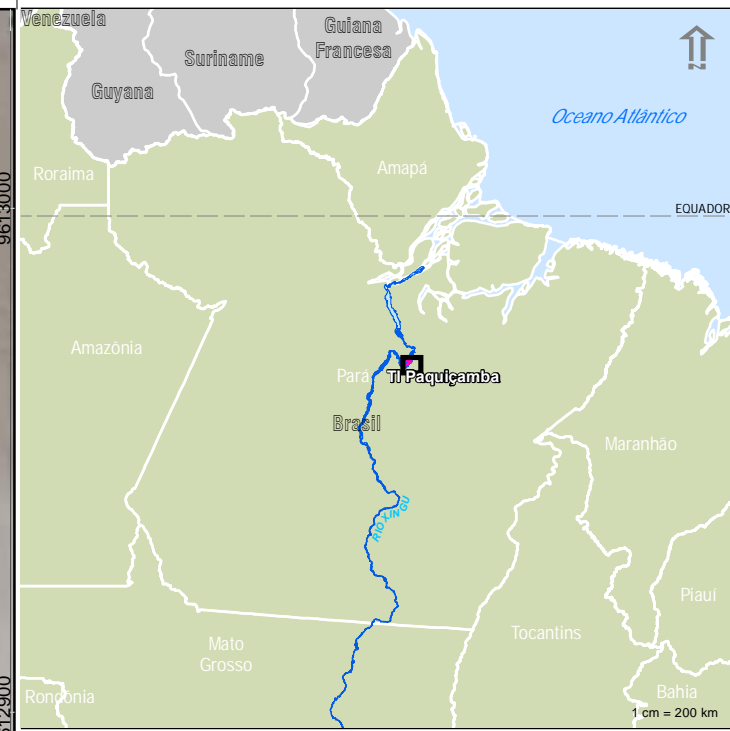 Venezuela
Guiana
Francesa
Suriname
Guyana
N
Oceano Atlântico
Amapá
Roraima
9613000
EQUADOR
Amazônia
Pará
TI Paquiçamba
Brasil
Maranhão
RIO XINGU
Piauí
Tocantins
Mato
Grosso
Rondônia
Bahia
1 cm = 200 km